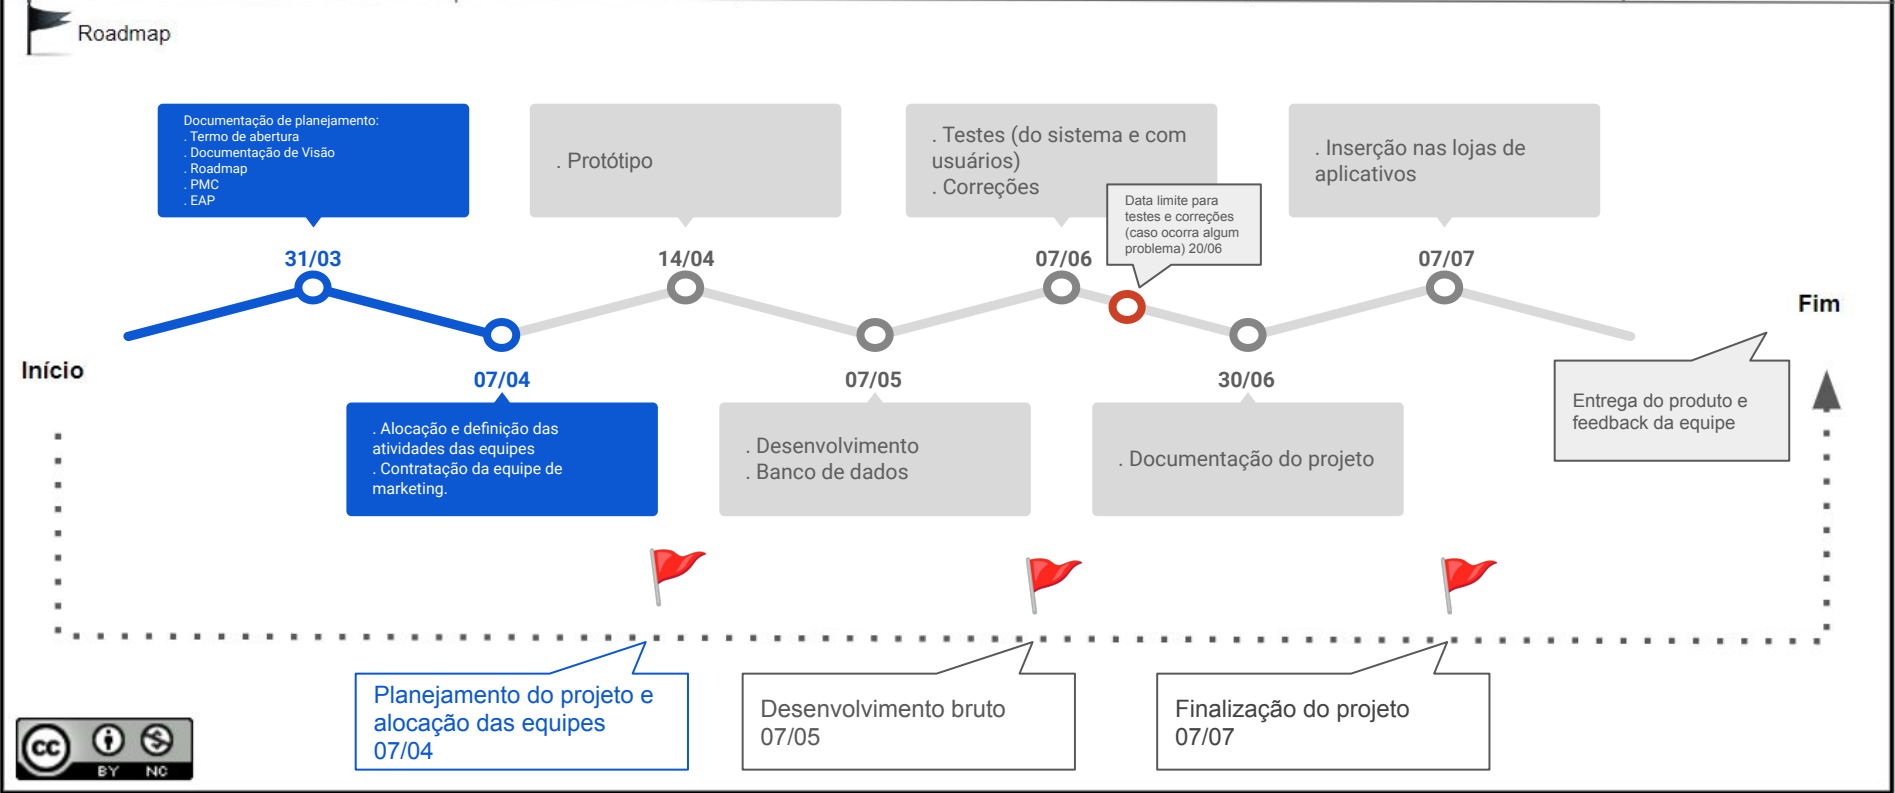 Roadmap
Documentação de planejamento:
. Termo de abertura
. Documentação de Visão
. Roadmap
. PMC
. EAP
. Protótipo
. Testes (do sistema e com
usuários)
. Correções
. Inserção nas lojas de
aplicativos
Data limite para
testes e correções
(caso ocorra algum
problema) 20/06
31/03
14/04
07/06
07/07
Fim
Início
07/04
07/05
30/06
. Alocação e definição das
atividades das equipes
. Contratação da equipe de
marketing.
. Desenvolvimento
. Banco de dados
. Documentação do projeto
Entrega do produto e
feedback da equipe
Planejamento do projeto e
alocação das equipes
07/04
Desenvolvimento bruto
07/05
Finalização do projeto
07/07
cc
BY NC